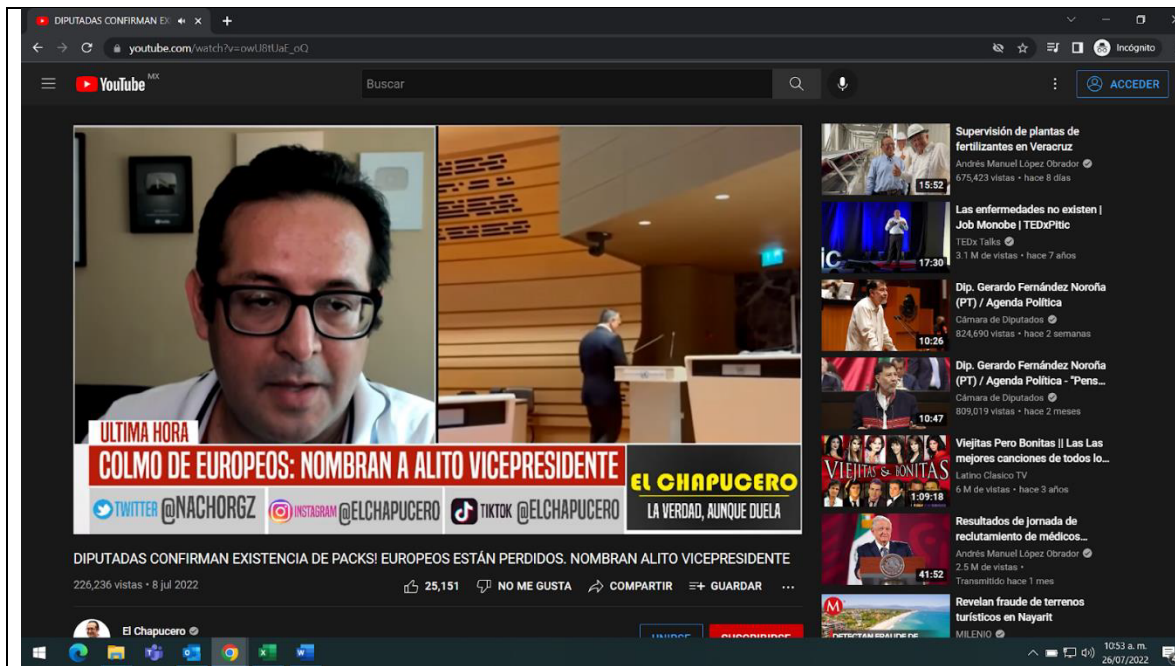 DIPUTADAS CONFIRMAN EX
youtube.com/watch?v=owU8tUaE_oQ
Incógnito
YouTube MX
Buscar
ACCEDER
ULTIMA HORA
COLMO DE EUROPEOS: NOMBRAN A ALITO VICEPRESIDENTE
TWITTER @NACHORGZ INSTAGRAM @ELCHAPUCERO TIKTOK @ELCHAPUCERO
EL CHAPUCERO
LA VERDAD, AUNQUE DUELA
DIPUTADAS CONFIRMAN EXISTENCIA DE PACKS! EUROPEOS ESTÁN PERDIDOS. NOMBRAN ALITO VICEPRESIDENTE
226,236 vistas • 8 jul 2022
25,151 NO ME GUSTA COMPARTIR GUARDAR ...
El Chapucero
UNIRSE SUSCRIBIRSE
15:52
Supervisión de plantas de
fertilizantes en Veracruz
Andrés Manuel López Obrador
675,423 vistas • hace 8 días
17:30
Las enfermedades no existen |
Job Monobe | TEDxPitic
TEDx Talks
3.1 M de vistas • hace 7 años
10:26
Dip. Gerardo Fernández Noroña
(PT) / Agenda Política
Cámara de Diputados
824,690 vistas • hace 2 semanas
10:47
Dip. Gerardo Fernández Noroña
(PT) / Agenda Política - "Pens...
Cámara de Diputados
809,019 vistas • hace 2 meses
VIEJITAS & BONITAS
1:09:18
Viejitas Pero Bonitas || Las Las
mejores canciones de todos lo...
Latino Clasico TV
6 M de vistas • hace 3 años
41:52
Resultados de jornada de
reclutamiento de médicos...
Andrés Manuel López Obrador
2.5 M de vistas •
Transmitido hace 1 mes
DETECTAN FRAUDE DE
Revelan fraude de terrenos
turísticos en Nayarit
MILENIO
10:53 a. m.
26/07/2022